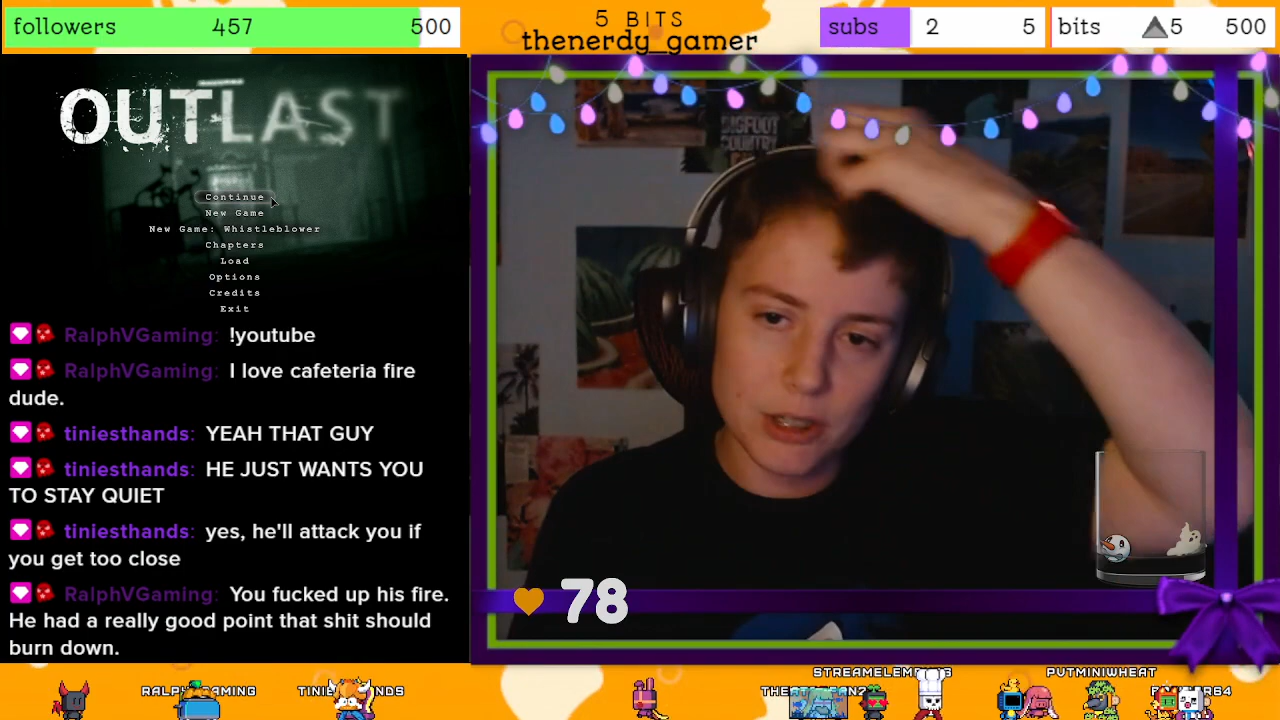 followers 457 500
5 BITS
thenerdy_gamer
subs 2 5
bits 5 500
OUTLAST
BIGFOOT
COUNTRY
Continue
New Game
New Game: Whistleblower
Chapters
Load
Options
Credits
Exit
RalphVGaming: !youtube
RalphVGaming: I love cafeteria fire
dude.
tiniesthands: YEAH THAT GUY
tiniesthands: HE JUST WANTS YOU
TO STAY QUIET
tiniesthands: yes, he'll attack you if
you get too close
RalphVGaming: You fucked up his fire.
He had a really good point that shit should
burn down.
78
PVTMINIWHEAT